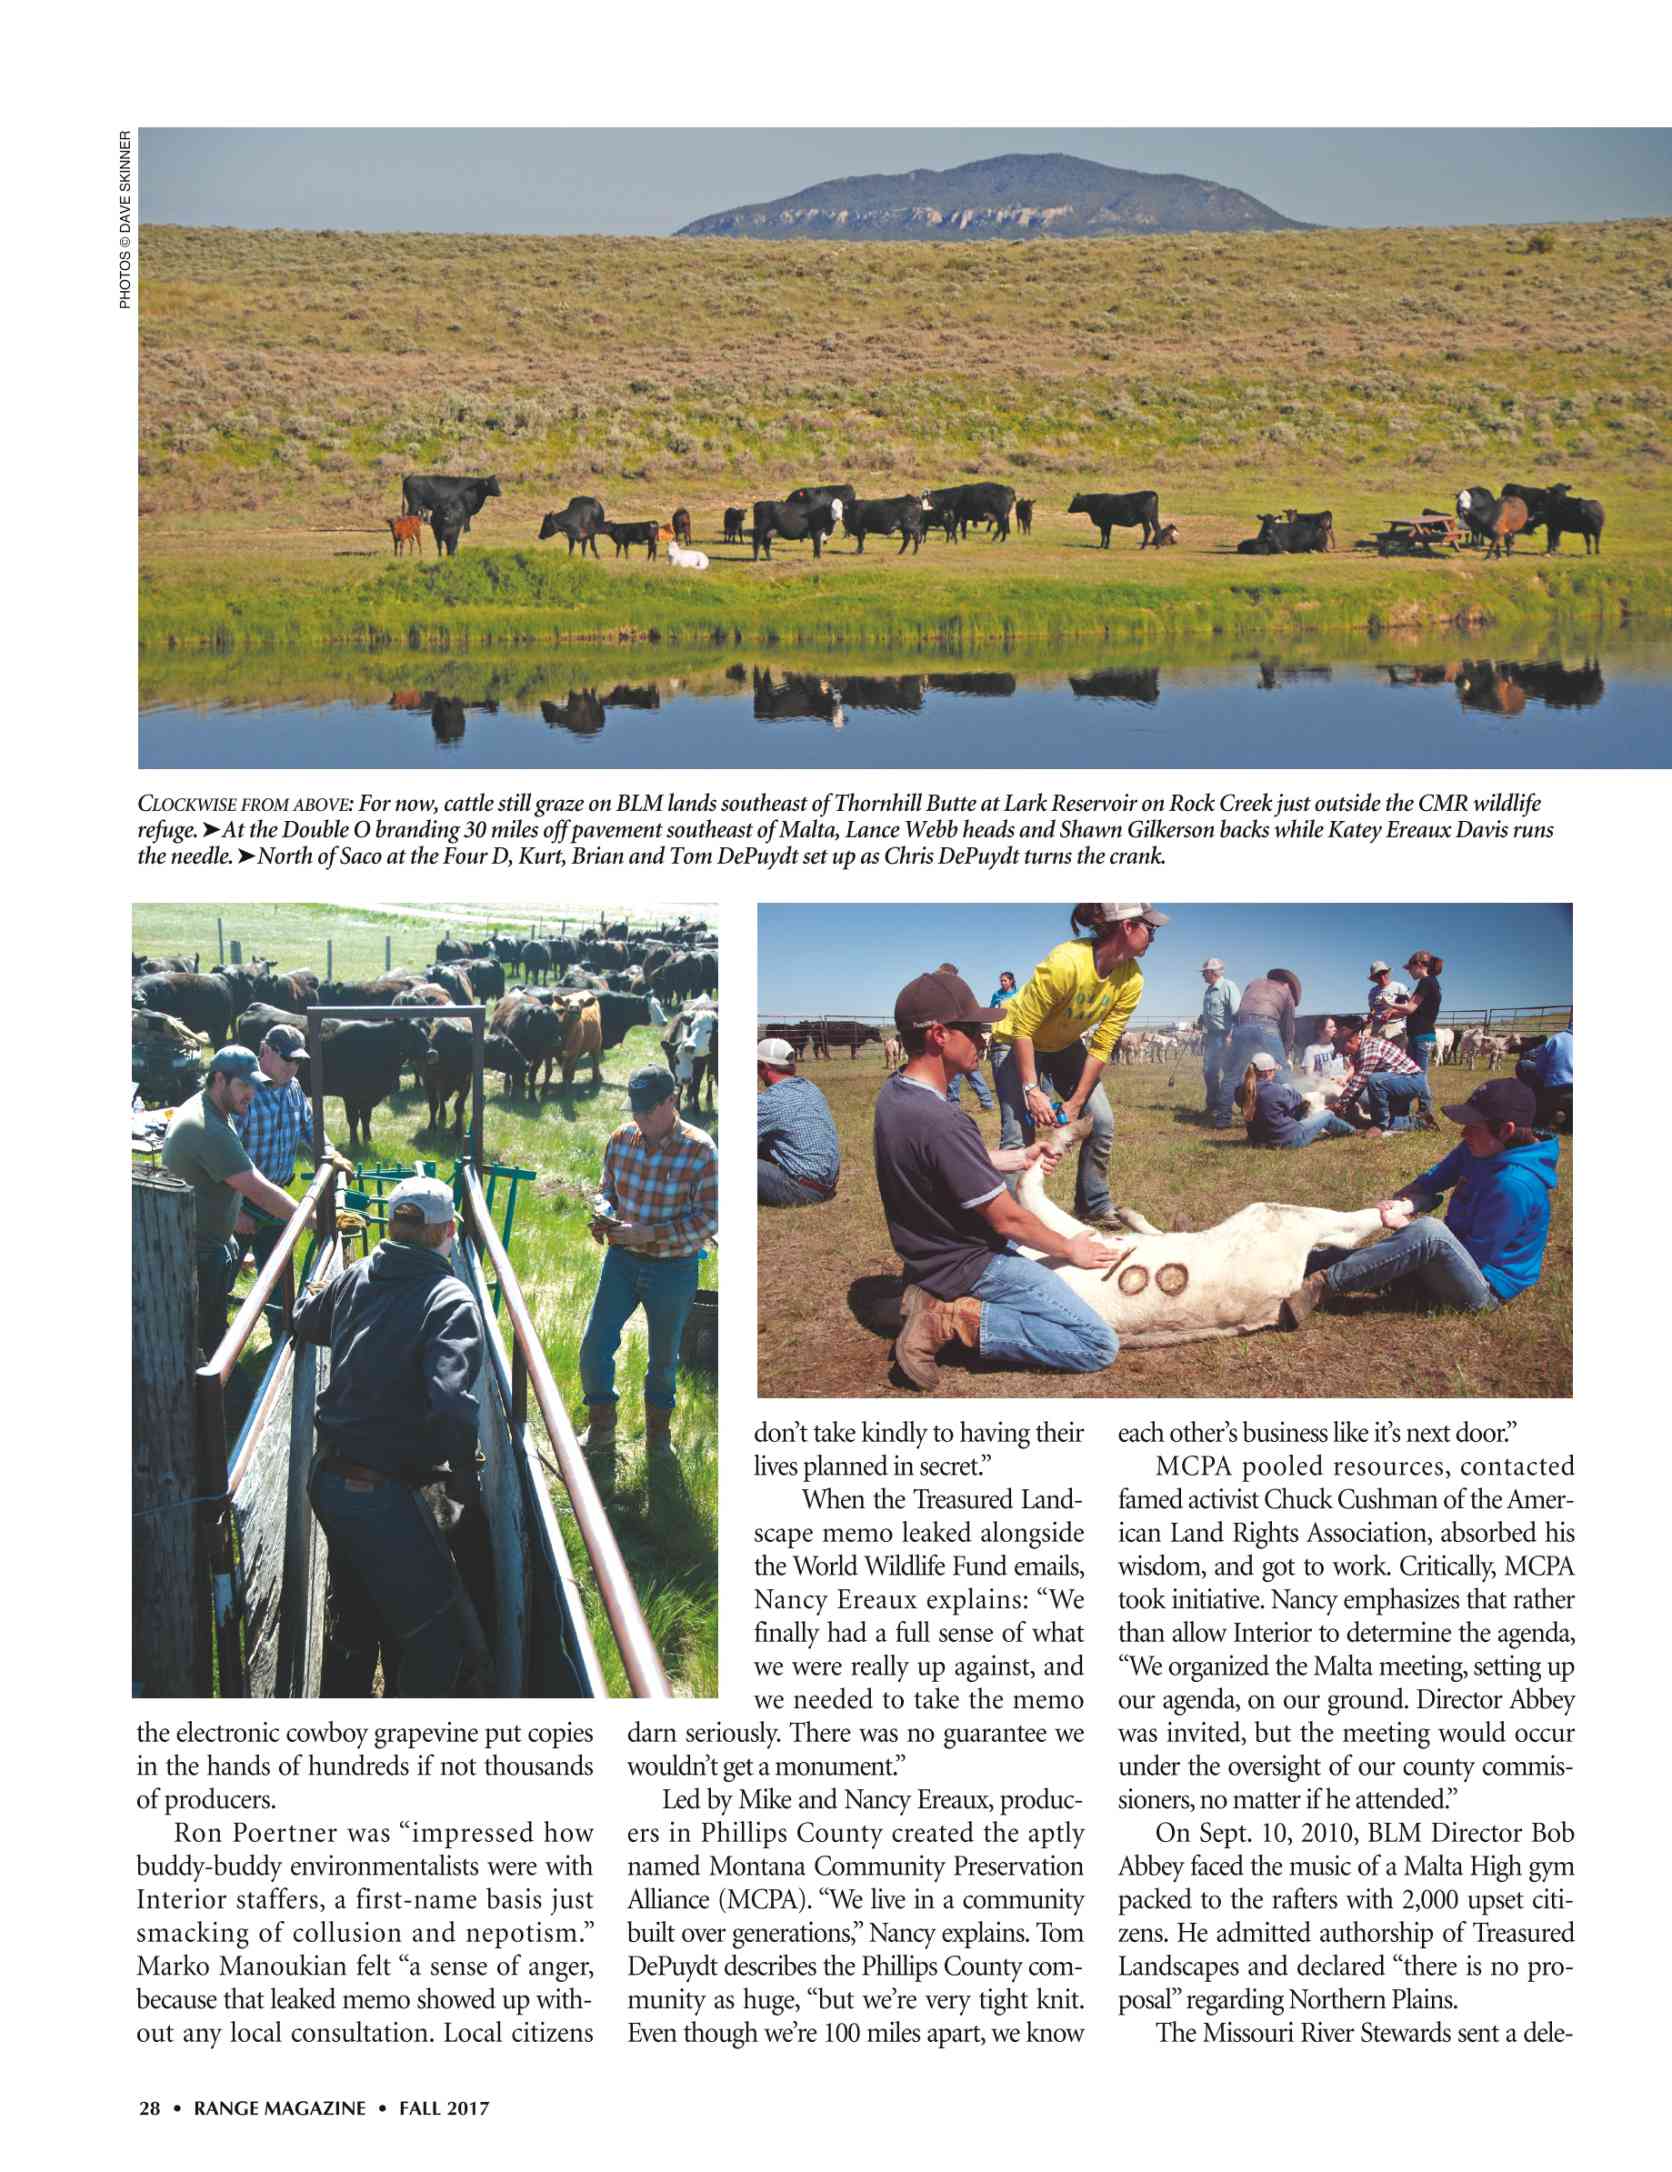 PHOTOS © DAVE SKINNER
CLOCKWISE FROM ABOVE: For now, cattle still graze on BLM lands southeast of Thornhill Butte at Lark Reservoir on Rock Creek just outside the CMR wildlife
refuge. ➤ At the Double O branding 30 miles off pavement southeast of Malta, Lance Webb heads and Shawn Gilkerson backs while Katey Ereaux Davis runs
the needle. ➤ North of Saco at the Four D, Kurt, Brian and Tom DePuydt set up as Chris DePuydt turns the crank.
the electronic cowboy grapevine put copies
in the hands of hundreds if not thousands
of producers.
Ron Poertner was “impressed how
buddy-buddy environmentalists were with
Interior staffers, a first-name basis just
smacking of collusion and nepotism.”
Marko Manoukian felt “a sense of anger,
because that leaked memo showed up with-
out any local consultation. Local citizens
don’t take kindly to having their
lives planned in secret.”
When the Treasured Land-
scape memo leaked alongside
the World Wildlife Fund emails,
Nancy Ereaux explains: “We
finally had a full sense of what
we were really up against, and
we needed to take the memo
darn seriously. There was no guarantee we
wouldn’t get a monument.”
Led by Mike and Nancy Ereaux, produc-
ers in Phillips County created the aptly
named Montana Community Preservation
Alliance (MCPA). “We live in a community
built over generations,” Nancy explains. Tom
DePuydt describes the Phillips County com-
munity as huge, “but we’re very tight knit.
Even though we’re 100 miles apart, we know
each other’s business like it’s next door.”
MCPA pooled resources, contacted
famed activist Chuck Cushman of the Amer-
ican Land Rights Association, absorbed his
wisdom, and got to work. Critically, MCPA
took initiative. Nancy emphasizes that rather
than allow Interior to determine the agenda,
“We organized the Malta meeting, setting up
our agenda, on our ground. Director Abbey
was invited, but the meeting would occur
under the oversight of our county commis-
sioners, no matter if he attended.”
On Sept. 10, 2010, BLM Director Bob
Abbey faced the music of a Malta High gym
packed to the rafters with 2,000 upset citi-
zens. He admitted authorship of Treasured
Landscapes and declared “there is no pro-
posal” regarding Northern Plains.
The Missouri River Stewards sent a dele-
28 • RANGE MAGAZINE • FALL 2017